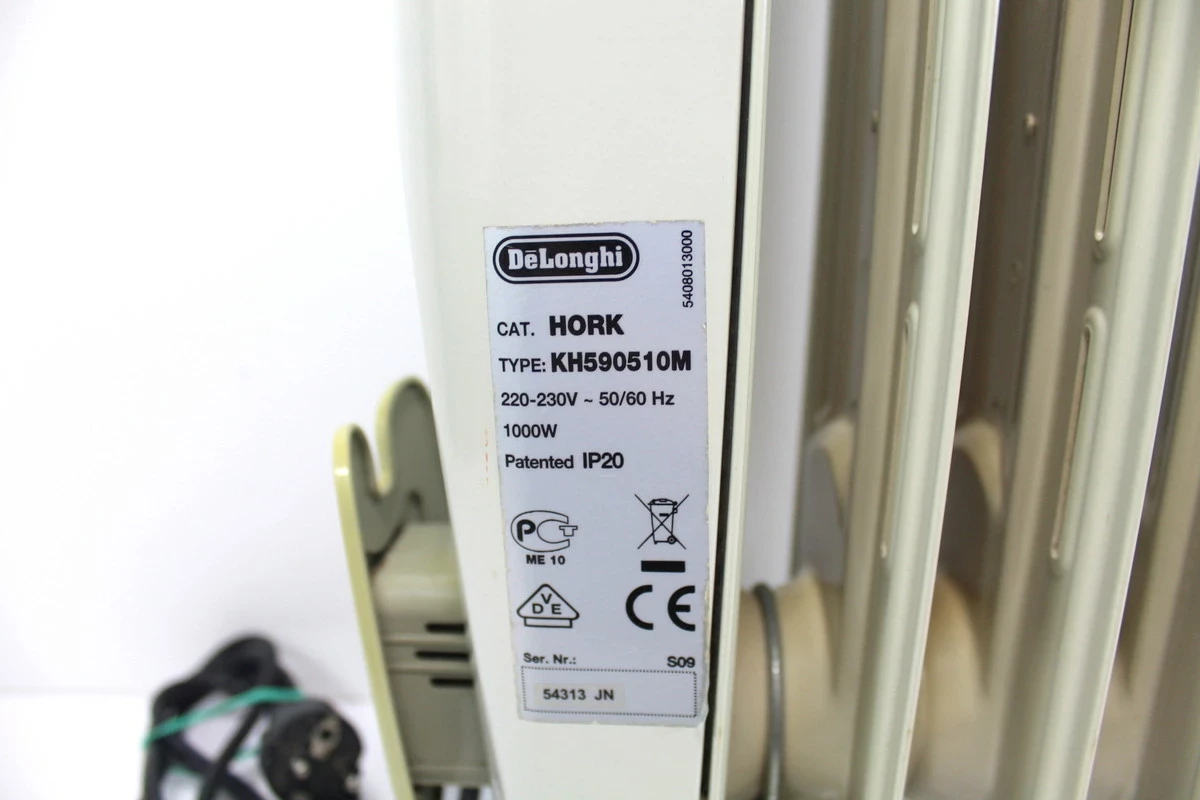 DēLonghi
5408013000
CAT. HORK
TYPE: KH590510M
220-230V ~ 50/60 Hz
1000W
Patented IP20
PCT
ME 10
VDE
CE
Ser. Nr.: S09
54313 JN